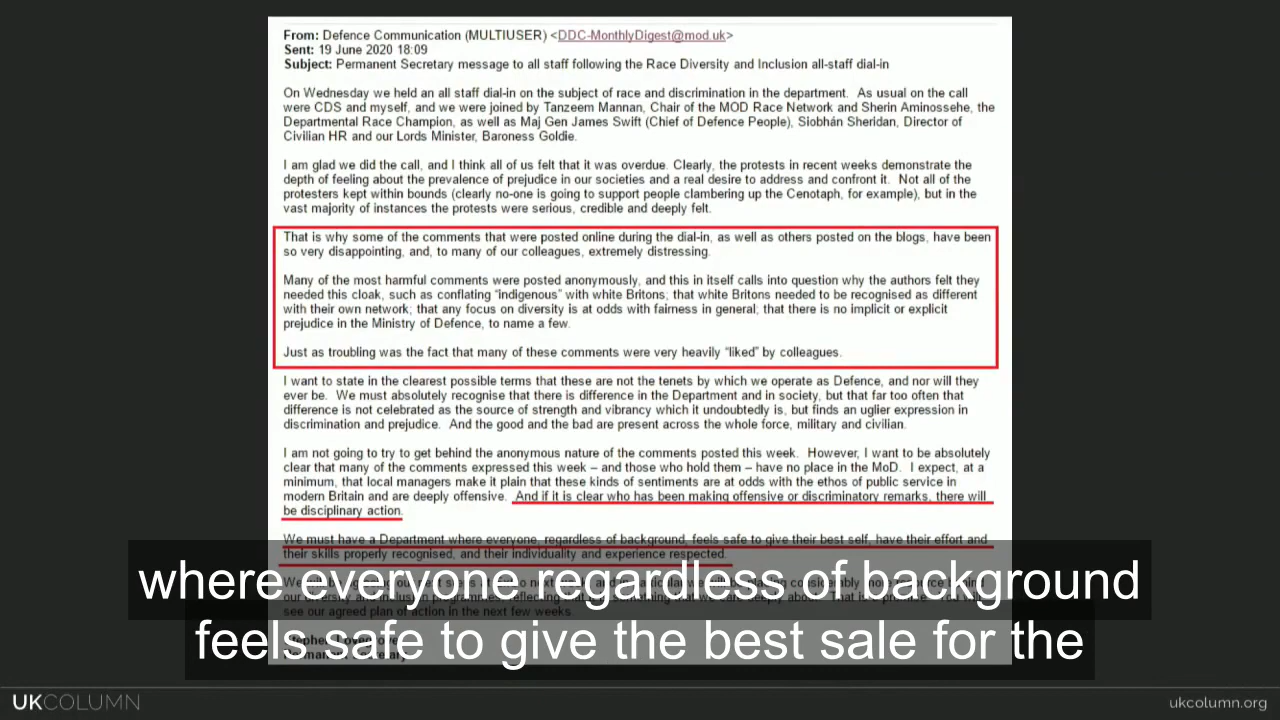 From: Defence Communication (MULTIUSER) <DDC-MonthlyDigest@mod.uk>
Sent: 19 June 2020 18:09
Subject: Permanent Secretary message to all staff following the Race Diversity and Inclusion all-staff dial-in
On Wednesday we held an all staff dial-in on the subject of race and discrimination in the department. As usual on the call
were CDS and myself, and we were joined by Tanzeem Mannan, Chair of the MOD Race Network and Sherin Aminossehe, the
Departmental Race Champion, as well as Maj Gen James Swift (Chief of Defence People), Siobhán Sheridan, Director of
Civilian HR and our Lords Minister, Baroness Goldie.
I am glad we did the call, and I think all of us felt that it was overdue. Clearly, the protests in recent weeks demonstrate the
depth of feeling about the prevalence of prejudice in our societies and a real desire to address and confront it. Not all of the
protesters kept within bounds (clearly no-one is going to support people clambering up the Cenotaph, for example), but in the
vast majority of instances the protests were serious, credible and deeply felt.
That is why some of the comments that were posted online during the dial-in, as well as others posted on the blogs, have been
so very disappointing, and, to many of our colleagues, extremely distressing.
Many of the most harmful comments were posted anonymously, and this in itself calls into question why the authors felt they
needed this cloak, such as conflating “indigenous” with white Britons; that white Britons needed to be recognised as different
with their own network; that any focus on diversity is at odds with fairness in general; that there is no implicit or explicit
prejudice in the Ministry of Defence, to name a few.
Just as troubling was the fact that many of these comments were very heavily “liked” by colleagues.
I want to state in the clearest possible terms that these are not the tenets by which we operate as Defence, and nor will they
ever be. We must absolutely recognise that there is difference in the Department and in society, but that far too often that
difference is not celebrated as the source of strength and vibrancy which it undoubtedly is, but finds an uglier expression in
discrimination and prejudice. And the good and the bad are present across the whole force, military and civilian.
I am not going to try to get behind the anonymous nature of the comments posted this week. However, I want to be absolutely
clear that many of the comments expressed this week – and those who hold them – have no place in the MoD. I expect, at a
minimum, that local managers make it plain that these kinds of sentiments are at odds with the ethos of public service in
modern Britain and are deeply offensive. And if it is clear who has been making offensive or discriminatory remarks, there will
be disciplinary action.
We must have a Department where everyone, regardless of background, feels safe to give their best self, have their effort and
their skills properly recognised, and their individuality and experience respected.
see our agreed plan of action in the next few weeks
where everyone regardless of background
feels safe to give the best sale for the
UKCOLUMN
ukcolumn.org